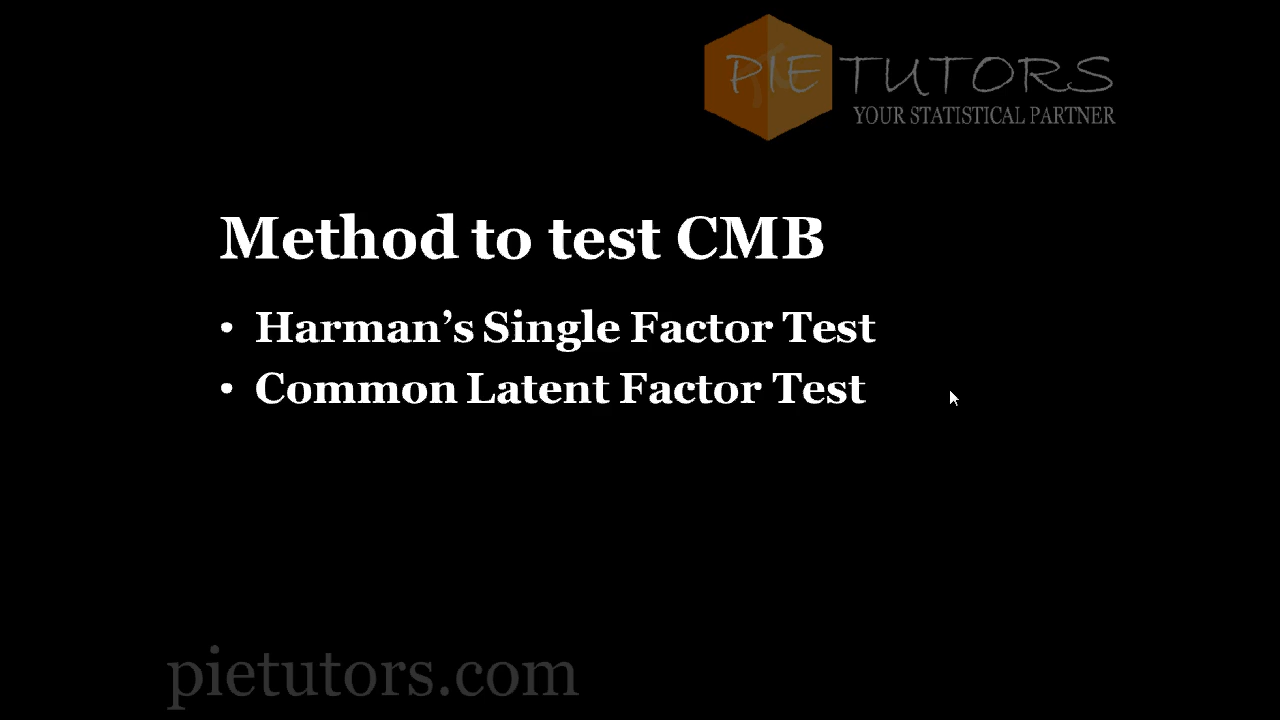 PIE TUTORS
YOUR STATISTICAL PARTNER
Method to test CMB
• Harman’s Single Factor Test
• Common Latent Factor Test
pietutors.com